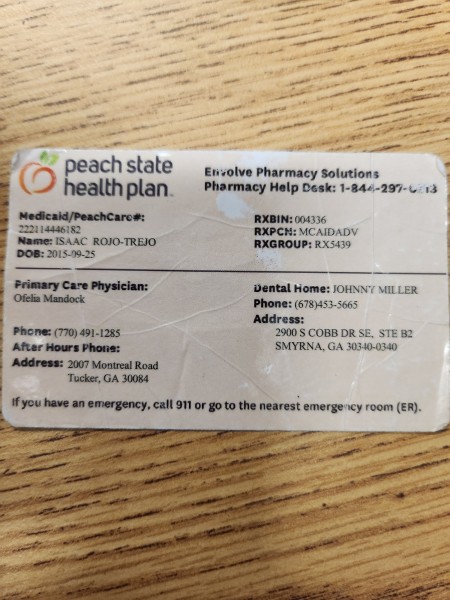 peach state
health plan™
Envolve Pharmacy Solutions
Pharmacy Help Desk:
Medicaid/PeachCare#:
222114446182
Name: ISAAC ROJO-TREJO
DOB: 2015-09-25
RXBIN: 004336
RXPCN: MCAIDADV
RXGROUP: RX5439
Primary Care Physician:
Ofelia Mandock
Phone: (770) 491-1285
After Hours Phone:
Address: 2007 Montreal Road
Tucker, GA 30084
Dental Home: JOHNNY MILLER
Phone: (678)453-5665
Address:
2900 S COBB DR SE, STE B2
SMYRNA, GA 30340-0340
If you have an emergency, call 911 or go to the nearest emergency room (ER).